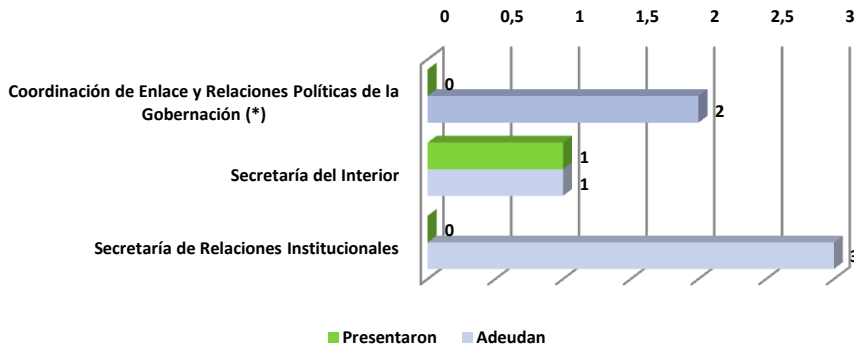 0 0,5 1 1,5 2 2,5 3
Coordinación de Enlace y Relaciones Políticas de la
Gobernación (*)
0
2
Secretaría del Interior
1
1
Secretaría de Relaciones Institucionales
0
3
Presentaron Adeudan